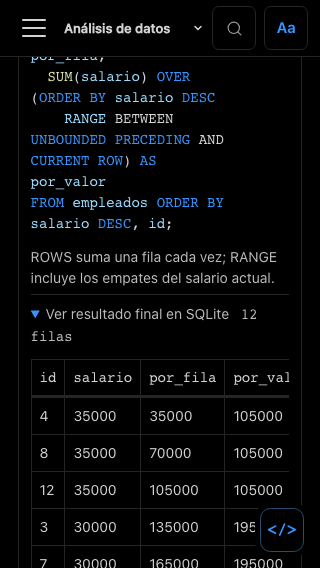 Análisis de datos
Aa
por_fila,
SUM(salario) OVER
(ORDER BY salario DESC
RANGE BETWEEN
UNBOUNDED PRECEDING AND
CURRENT ROW) AS
por_valor
FROM empleados ORDER BY
salario DESC, id;
ROWS suma una fila cada vez; RANGE
incluye los empates del salario actual.
▼ Ver resultado final en SQLite 12
filas
id salario por_fila por_val
4 35000 35000 105000
8 35000 70000 105000
12 35000 105000 105000
3 30000 135000 195
</>
7 30000 165000 195000